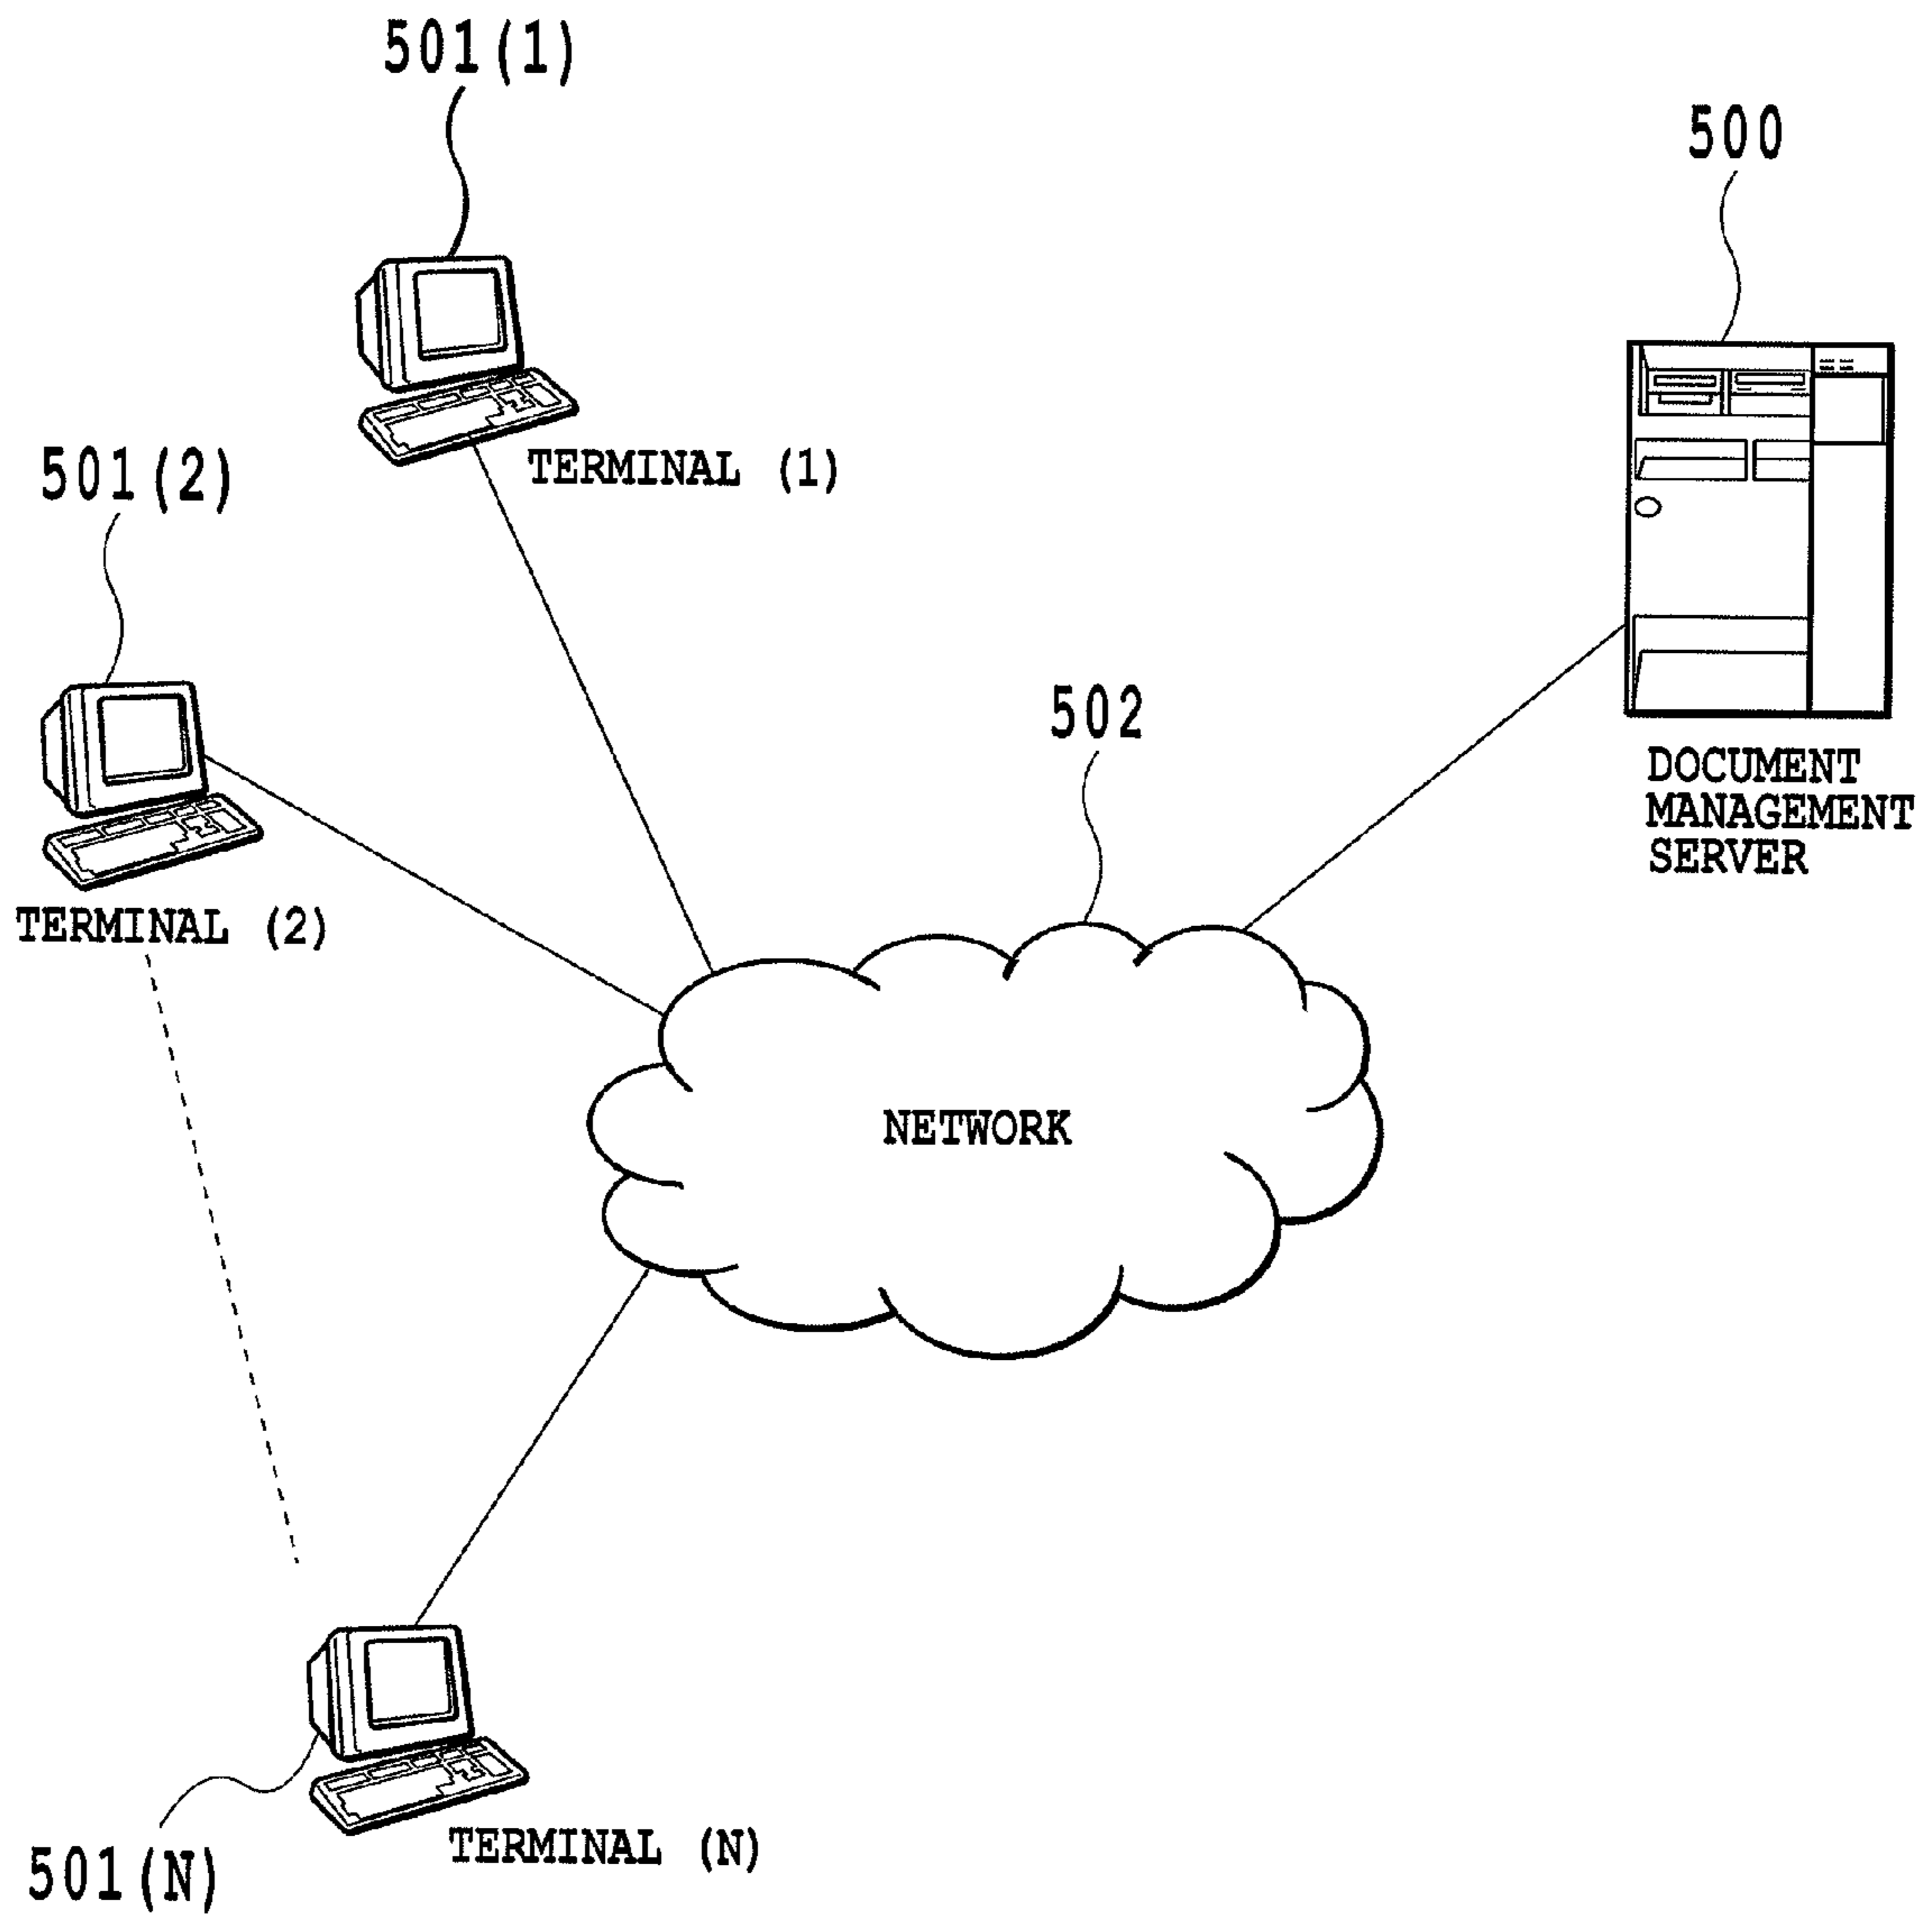 501(1)
500
TERMINAL (1)
501(2)
502
DOCUMENT
MANAGEMENT
SERVER
TERMINAL (2)
NETWORK
TERMINAL (N)
501(N)